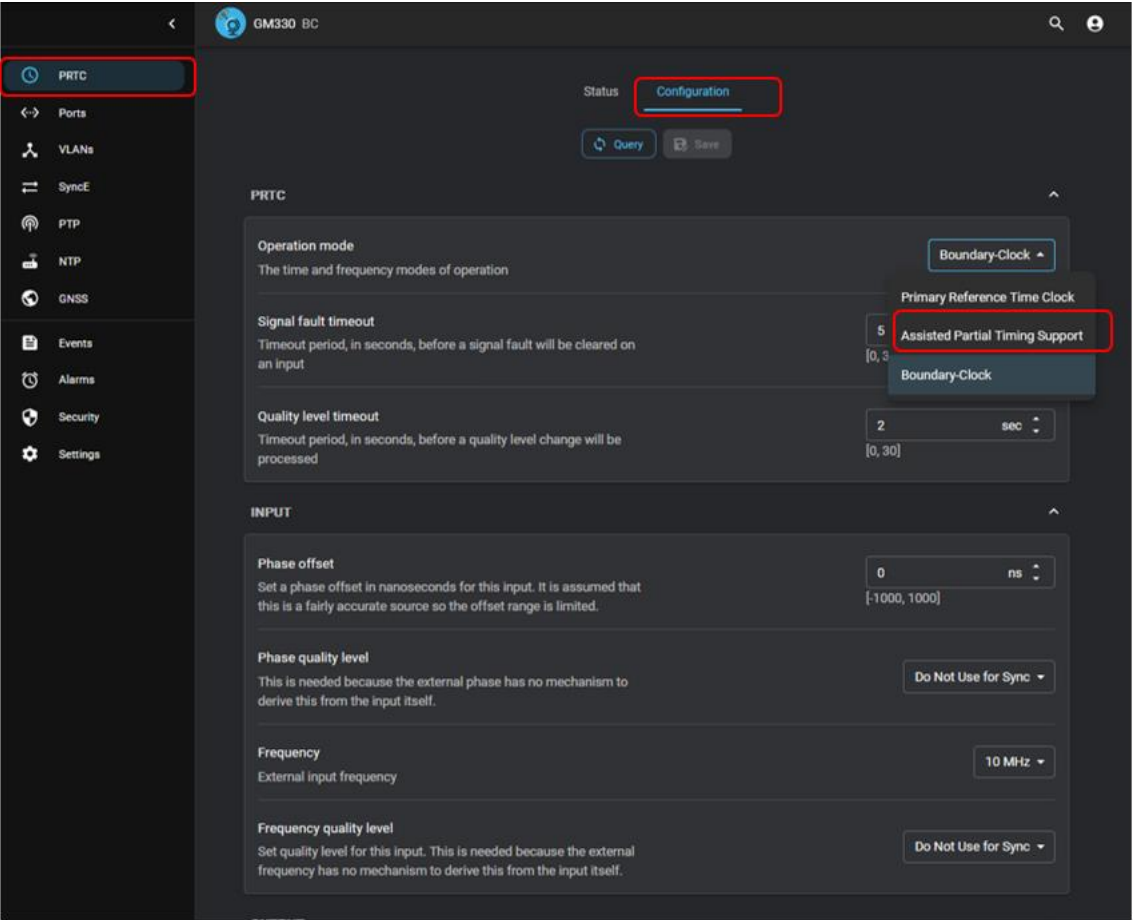 GM330 BC
PRTC
Ports
VLANs
SyncE
PTP
NTP
GNSS
Events
Alarms
Security
Settings
Status
Configuration
Query
Save
PRTC
Operation mode
The time and frequency modes of operation
Boundary-Clock
Primary Reference Time Clock
Assisted Partial Timing Support
Boundary-Clock
Signal fault timeout
Timeout period, in seconds, before a signal fault will be cleared on
an input
5
[0, 3
Quality level timeout
Timeout period, in seconds, before a quality level change will be
processed
2 sec
[0, 30]
INPUT
Phase offset
Set a phase offset in nanoseconds for this input. It is assumed that
this is a fairly accurate source so the offset range is limited.
0 ns
[-1000, 1000]
Phase quality level
This is needed because the external phase has no mechanism to
derive this from the input itself.
Do Not Use for Sync
Frequency
External input frequency
10 MHz
Frequency quality level
Set quality level for this input. This is needed because the external
frequency has no mechanism to derive this from the input itself.
Do Not Use for Sync